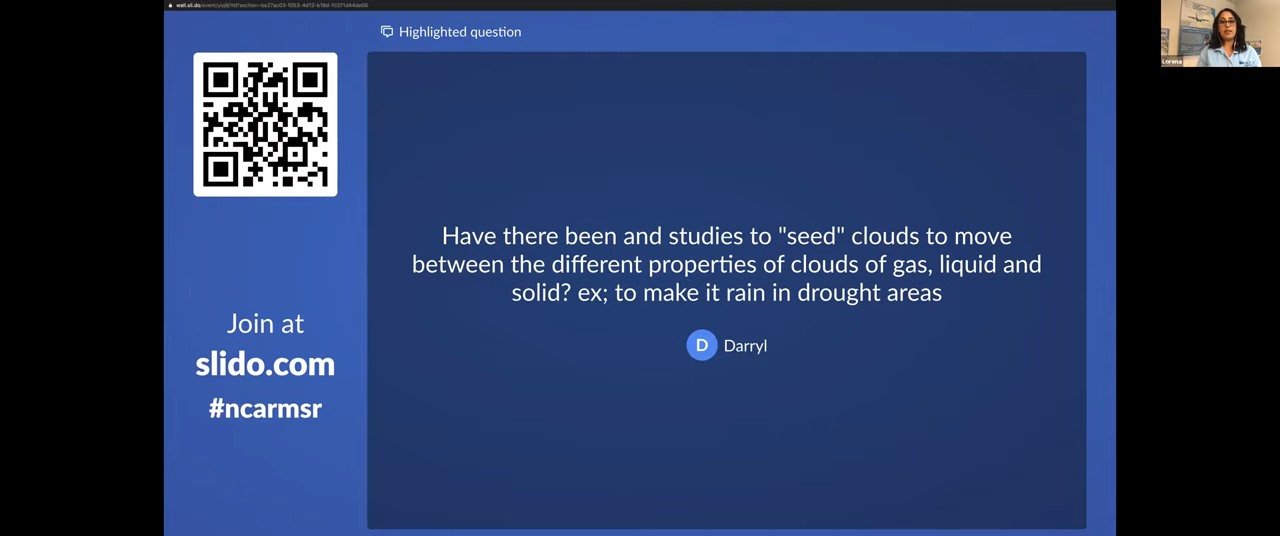 Highlighted question
Lorena
Have there been and studies to "seed" clouds to move
between the different properties of clouds of gas, liquid and
solid? ex; to make it rain in drought areas
D Darryl
Join at
slido.com
#ncarmsr